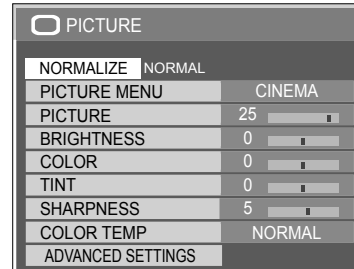 PICTURE
NORMALIZE NORMAL
PICTURE MENU CINEMA
PICTURE 25
BRIGHTNESS 0
COLOR 0
TINT 0
SHARPNESS 5
COLOR TEMP NORMAL
ADVANCED SETTINGS